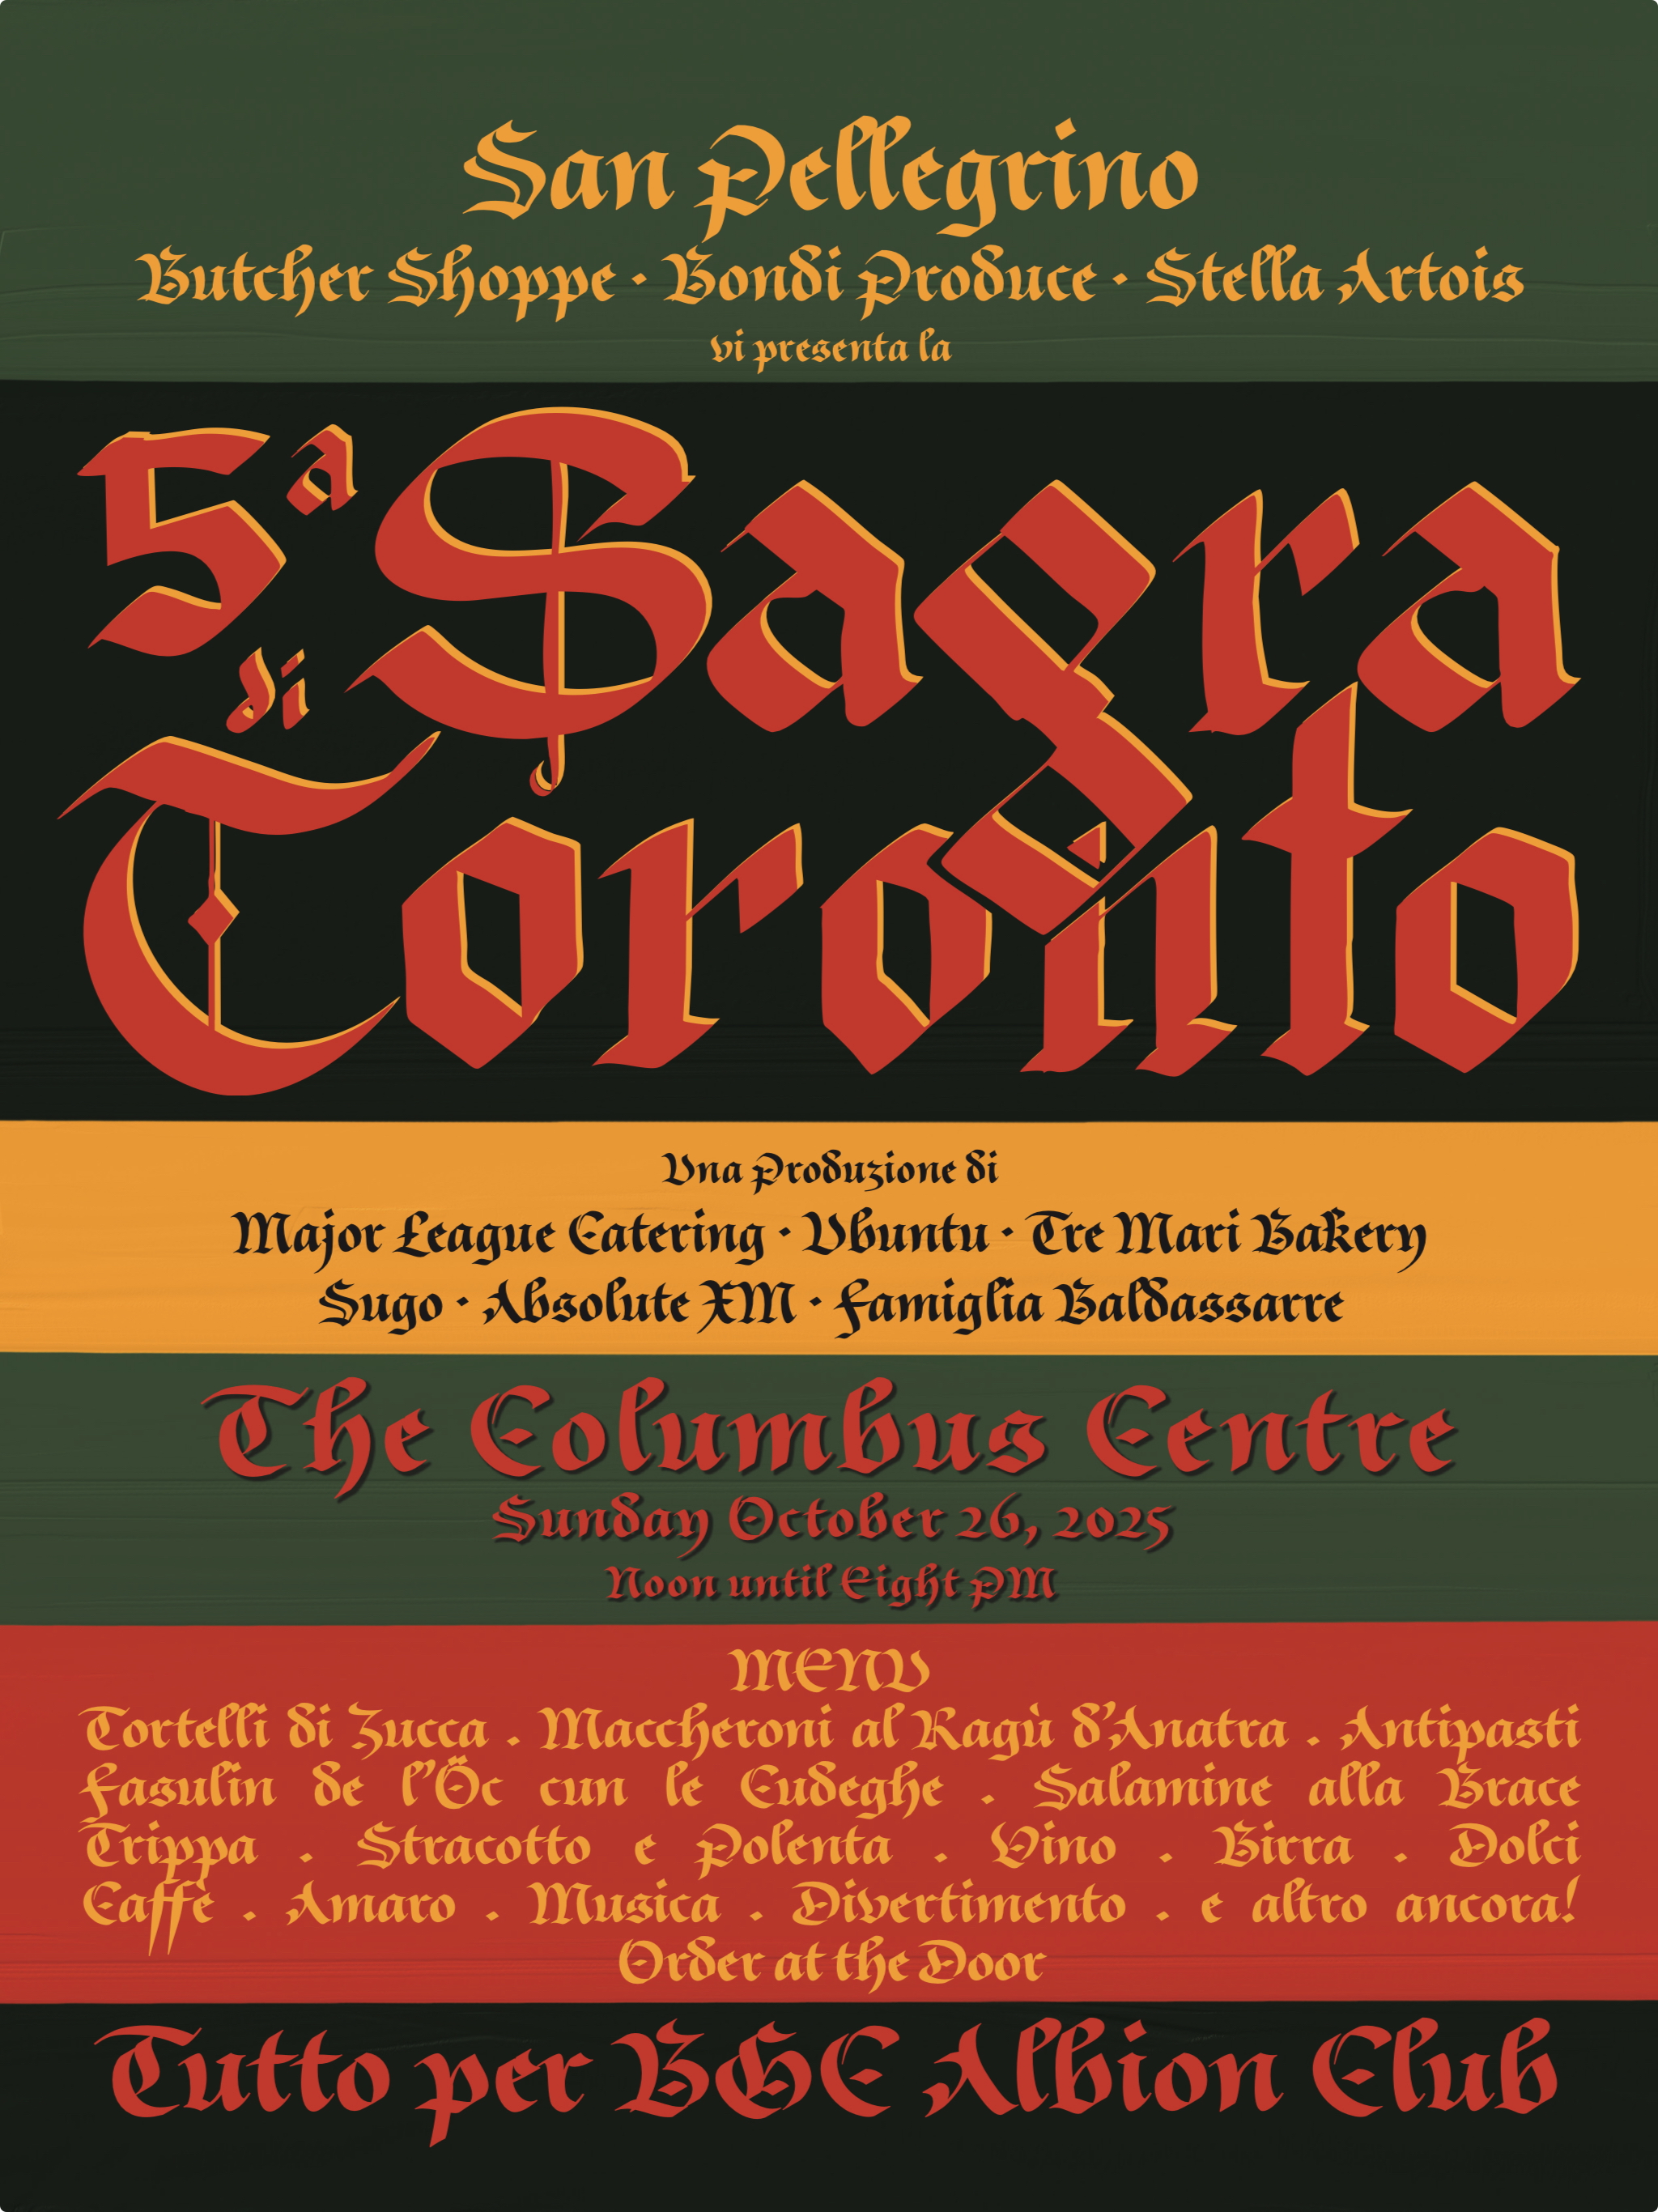 San Pellegrino
Butcher Shoppe · Bondi Produce · Stella Artois
vi presenta la
5ª Sagra
di
Toronto
Una Produzione di
Major League Catering · Ubuntu · Tre Mari Bakery
Sugo · Absolute XM · Famiglia Baldassarre
The Columbus Centre
Sunday October 26, 2025
Noon until Eight PM
MENU
Tortelli di Zucca . Maccheroni al Ragù d'Anatra . Antipasti
Fasulin de l'Öc cun le Cudeghe . Salamine alla Brace
Trippa . Stracotto e Polenta . Vino . Birra . Dolci
Caffè . Amaro . Musica . Divertimento . e altro ancora!
Order at the Door
Tutto per BGC Albion Club